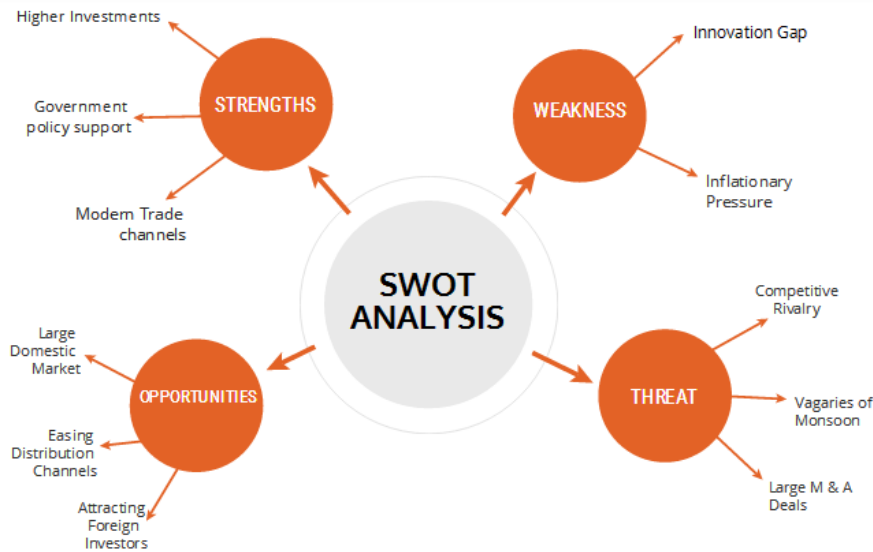 Higher Investments
Government
policy support
Modern Trade
channels
STRENGTHS
Innovation Gap
WEAKNESS
Inflationary
Pressure
SWOT
ANALYSIS
Large
Domestic
Market
Easing
Distribution
Channels
Attracting
Foreign
Investors
OPPORTUNITIES
Competitive
Rivalry
THREAT
Vagaries of
Monsoon
Large M & A
Deals